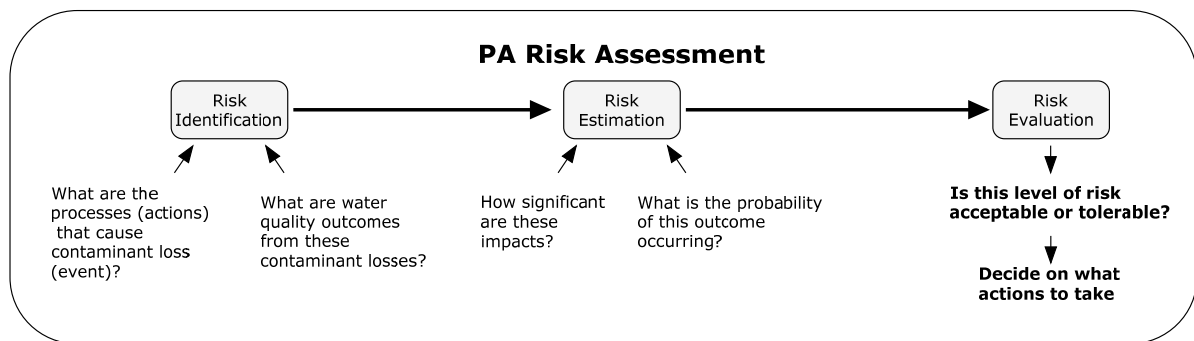 PA Risk Assessment
Risk
Identification
Risk
Estimation
Risk
Evaluation
What are the
processes (actions)
that cause
contaminant loss
(event)?
What are water
quality outcomes
from these
contaminant losses?
How significant
are these
impacts?
What is the probability
of this outcome
occurring?
Is this level of risk
acceptable or tolerable?
Decide on what
actions to take